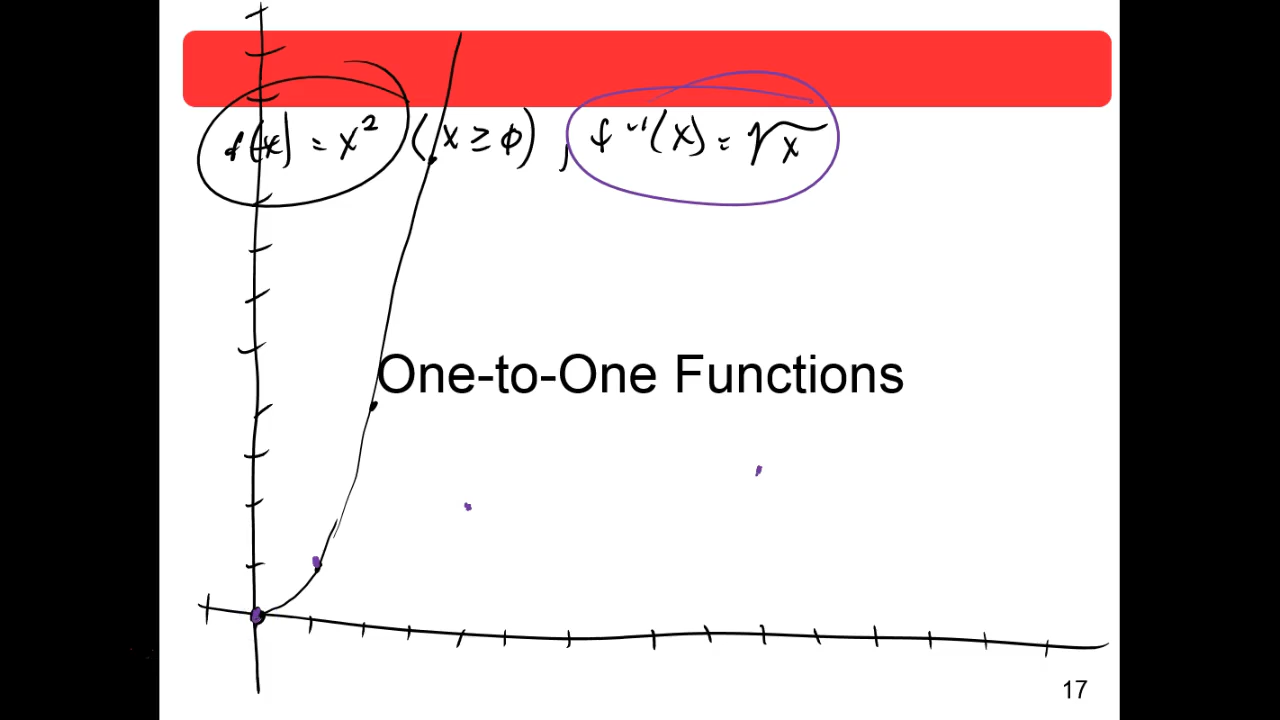 f(x) = x² (x ≥ 0), f⁻¹(x) = √x
One-to-One Functions
17